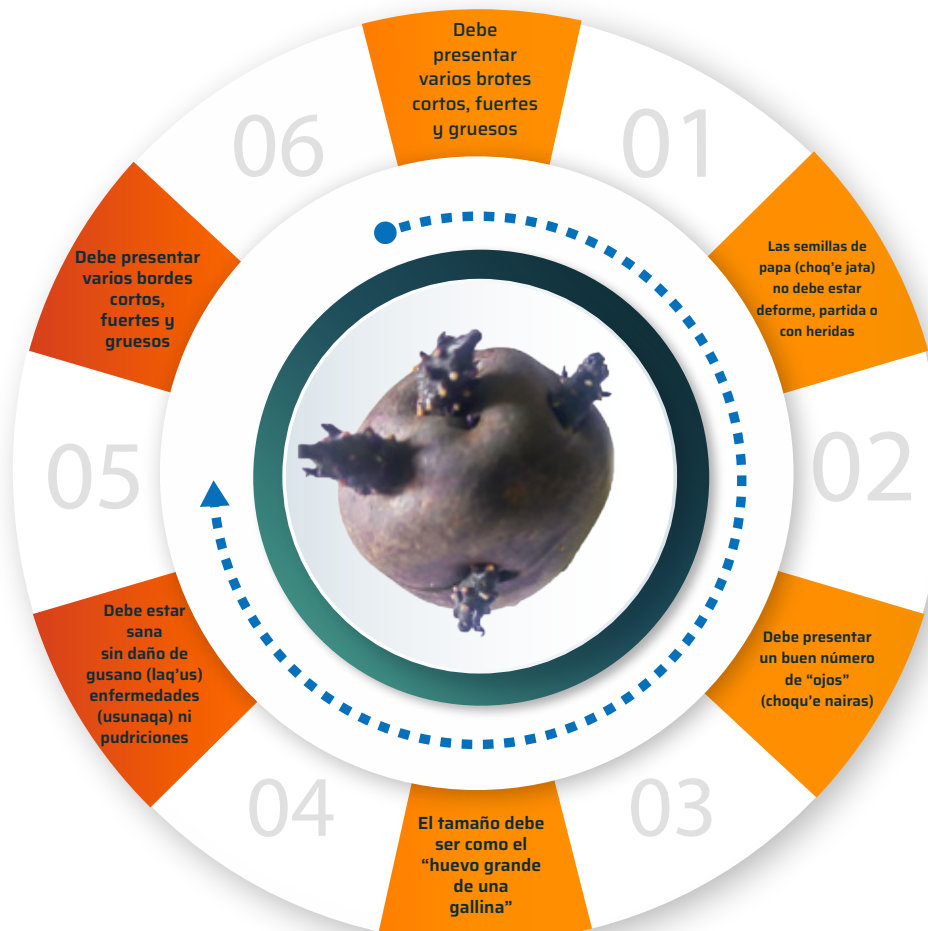 Debe
presentar
varios brotes
cortos, fuertes
y gruesos
01
Las semillas de
papa (choq'e jata)
no debe estar
deforme, partida o
con heridas
02
Debe presentar
un buen número
de “ojos”
(choqu'e nairas)
03
El tamaño debe
ser como el
“huevo grande
de una
gallina”
04
Debe estar
sana
sin daño de
gusano (laq'us)
enfermedades
(usunaqa) ni
pudriciones
05
Debe presentar
varios bordes
cortos,
fuertes y
gruesos
06